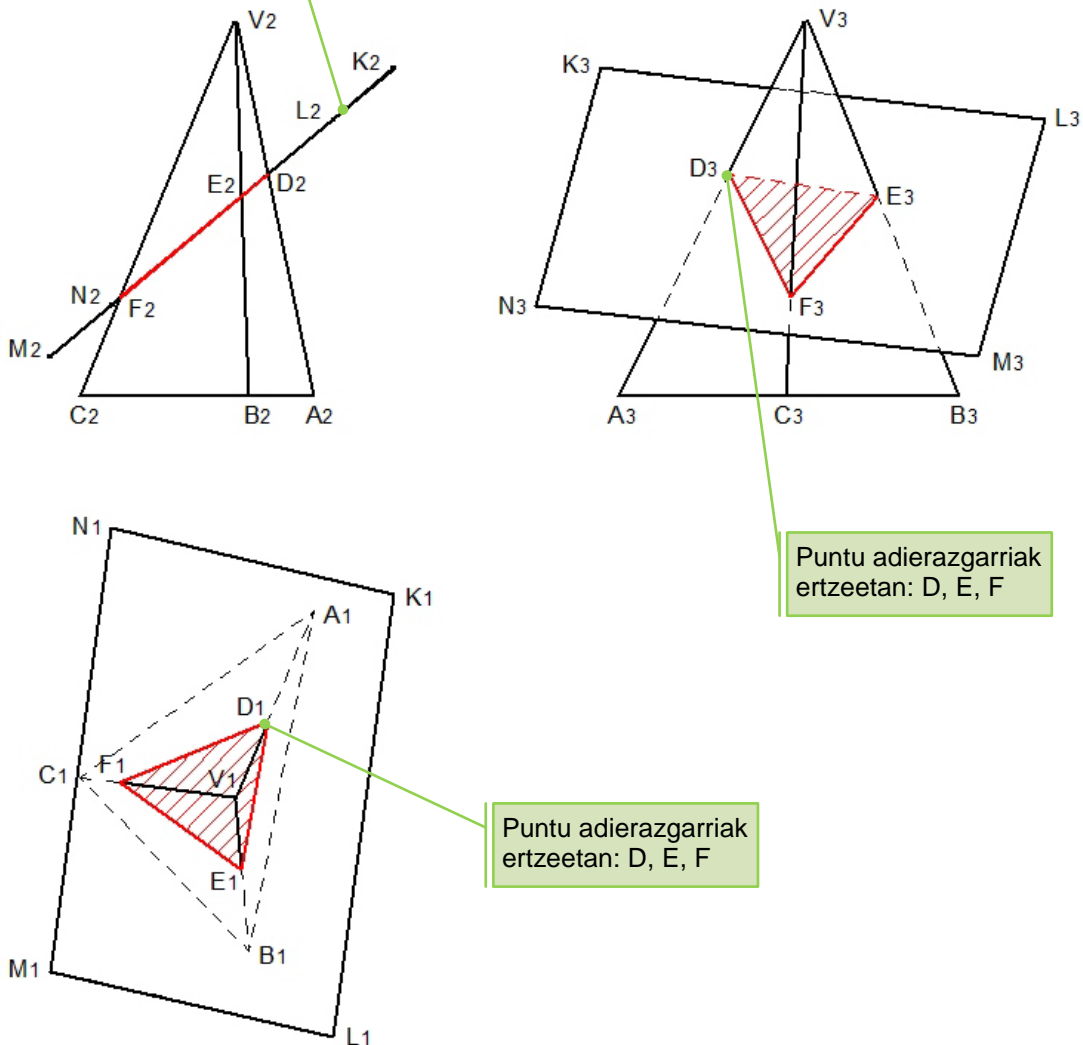 V2
K2
L2
E2
D2
N2
F2
M2
C2
B2
A2
V3
K3
L3
D3
E3
N3
F3
M3
A3
C3
B3
Puntu adierazgarriak
ertzeetan: D, E, F
N1
K1
A1
D1
C1
F1
V1
E1
B1
M1
L1
Puntu adierazgarriak
ertzeetan: D, E, F